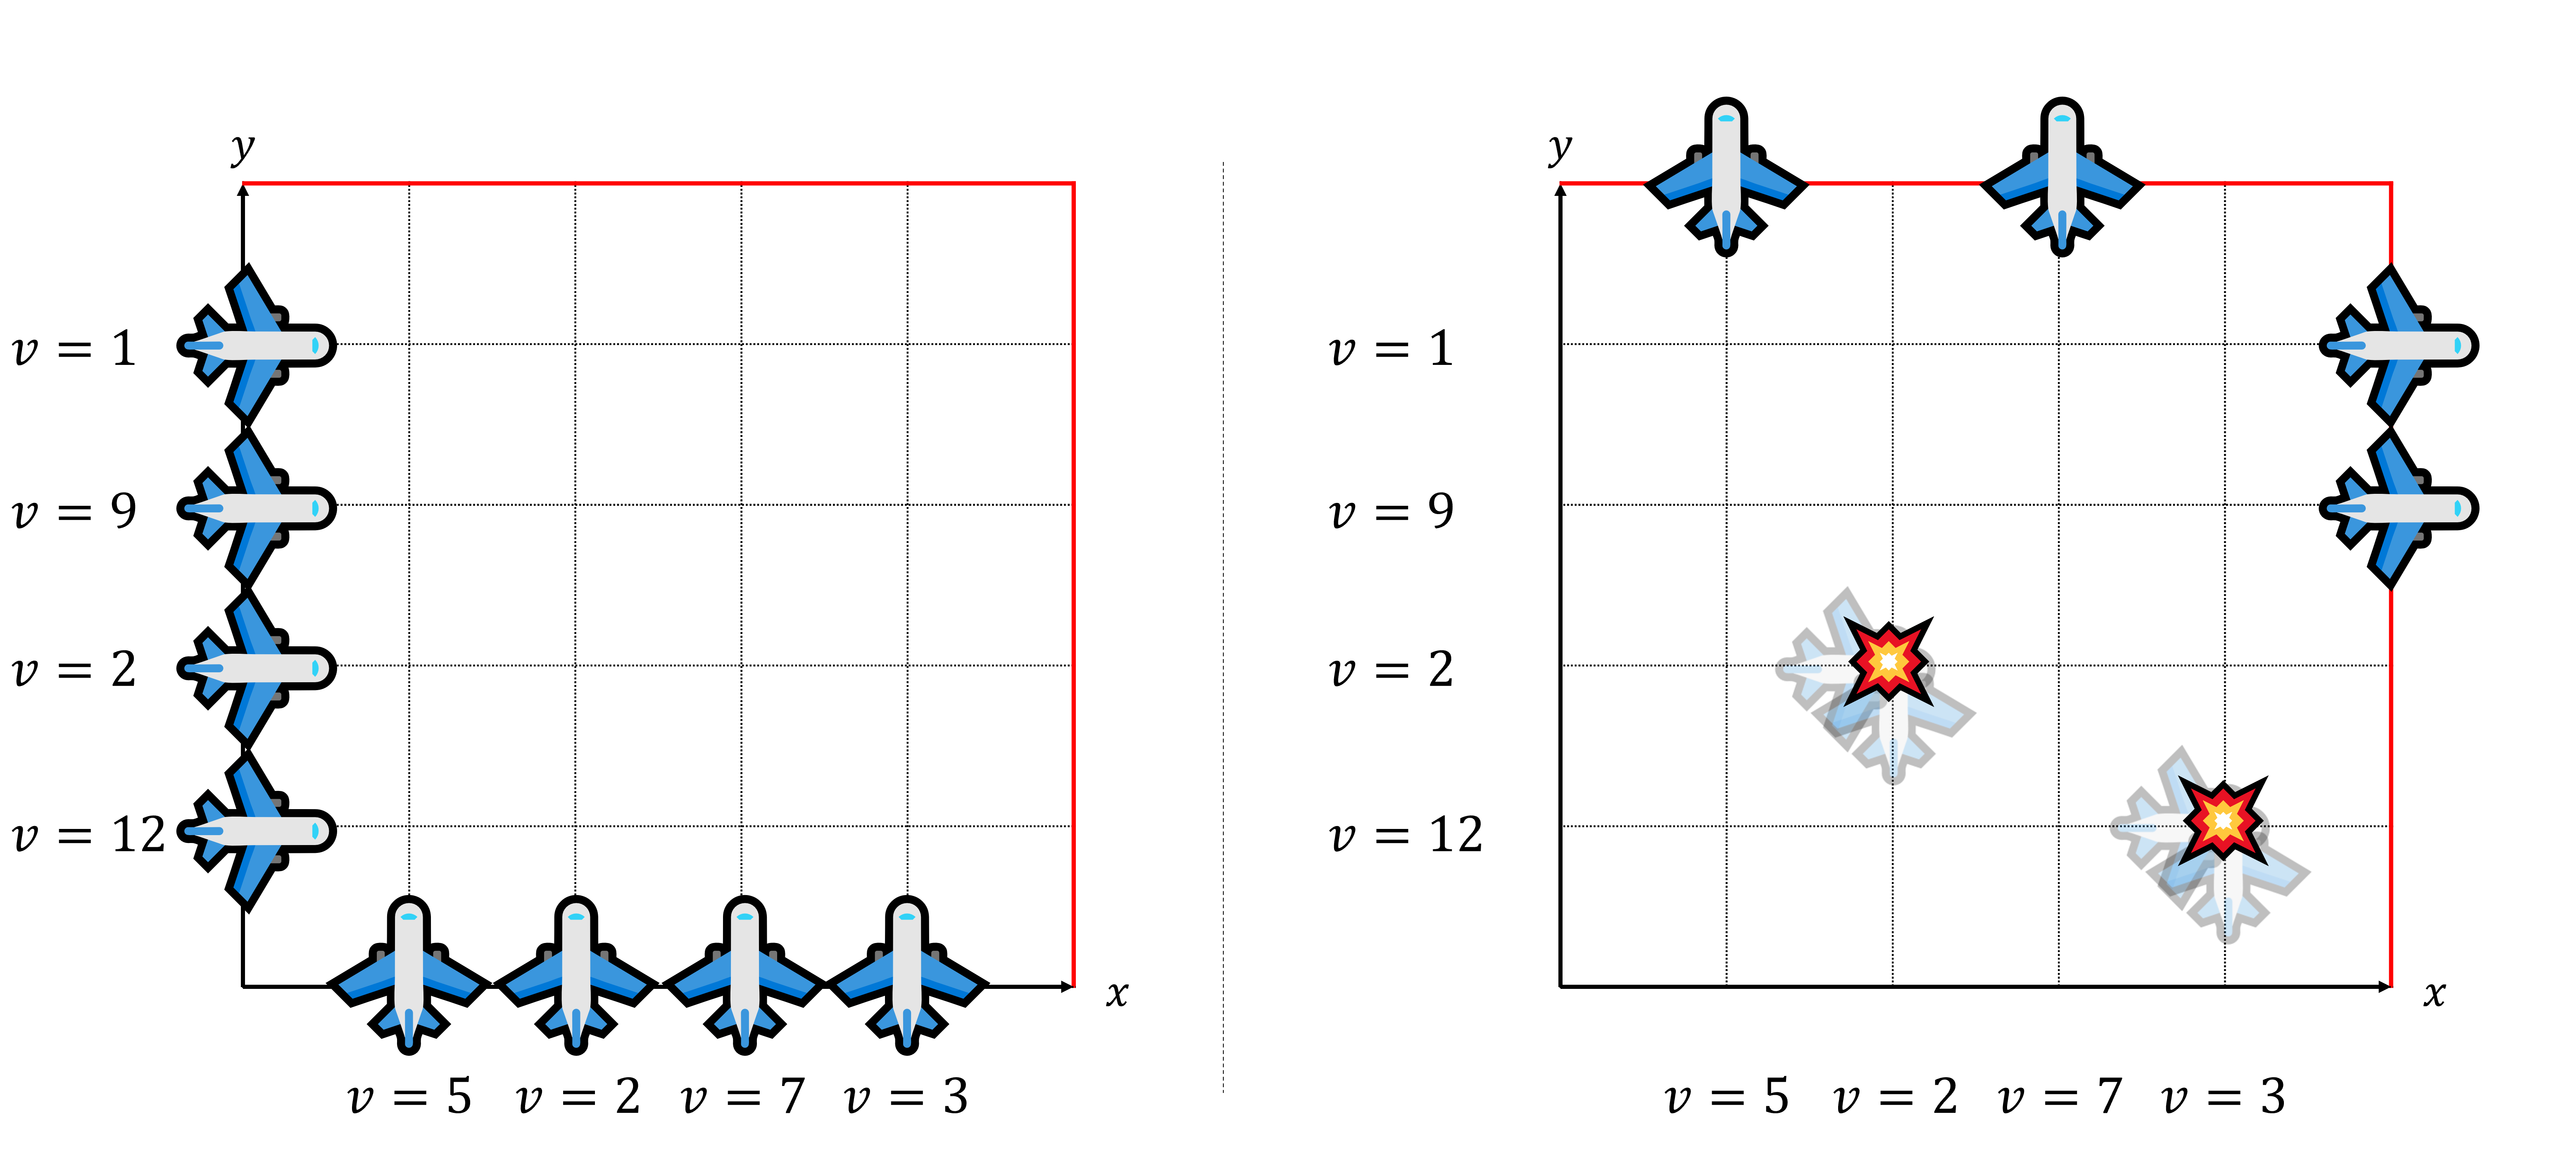 y
v = 1
v = 9
v = 2
v = 12
x
v = 5 v = 2 v = 7 v = 3
y
v = 1
v = 9
v = 2
v = 12
x
v = 5 v = 2 v = 7 v = 3